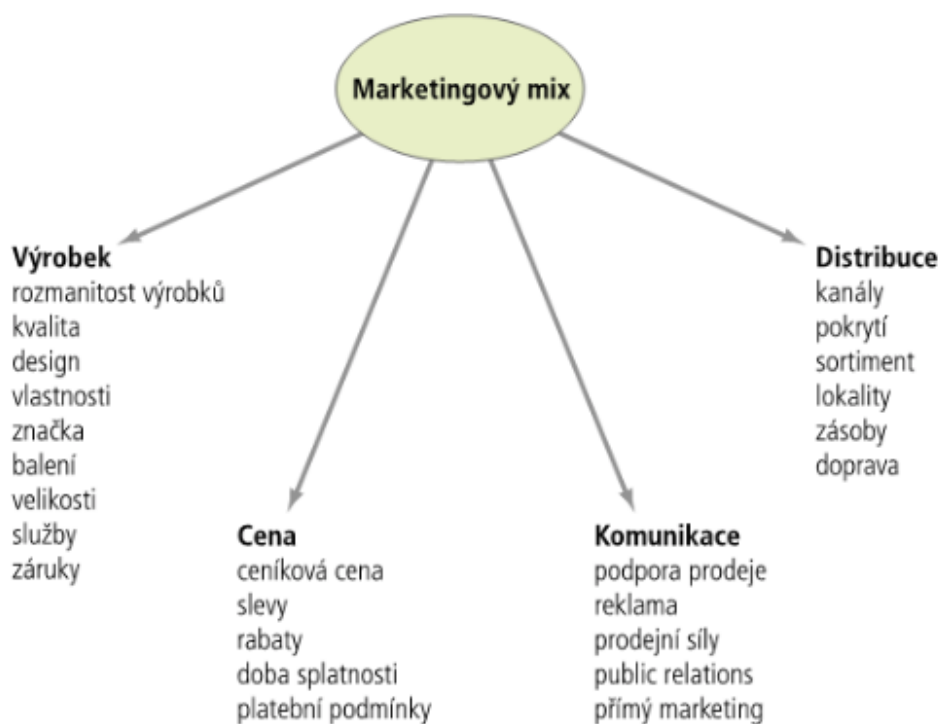 Marketingový mix
Výrobek
rozmanitost výrobků
kvalita
design
vlastnosti
značka
balení
velikosti
služby
záruky
Cena
ceníková cena
slevy
rabaty
doba splatnosti
platební podmínky
Komunikace
podpora prodeje
reklama
prodejní síly
public relations
přímý marketing
Distribuce
kanály
pokrytí
sortiment
lokality
zásoby
doprava